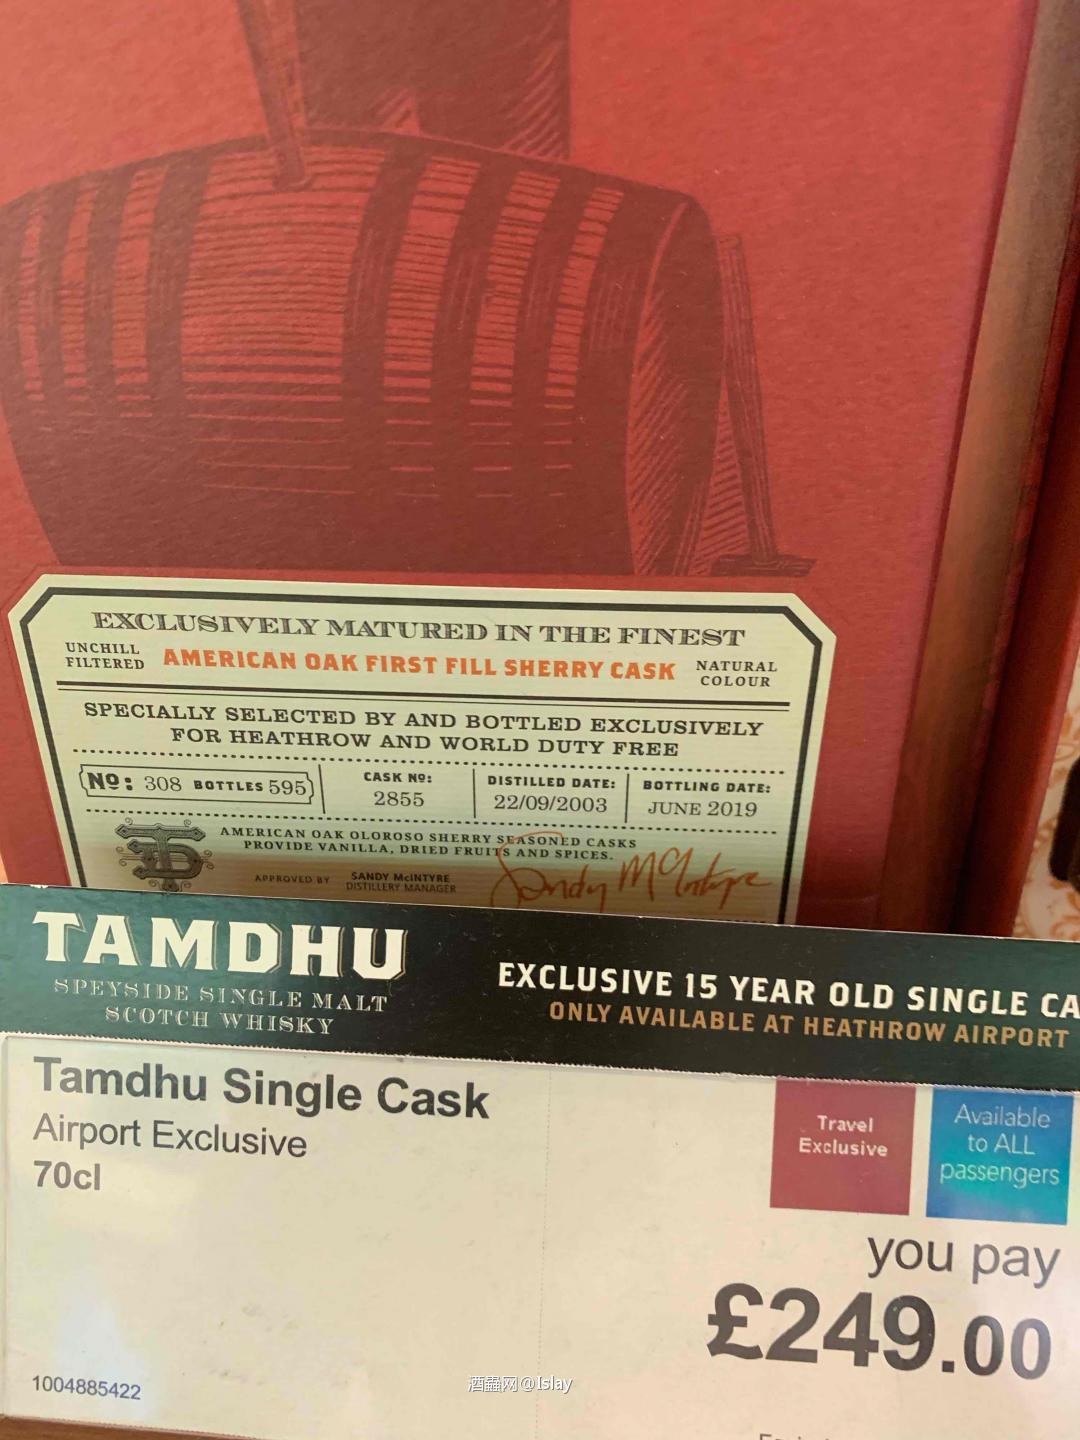 EXCLUSIVELY MATURED IN THE FINEST
UNCHILL
FILTERED
AMERICAN OAK FIRST FILL SHERRY CASK
NATURAL
COLOUR
SPECIALLY SELECTED BY AND BOTTLED EXCLUSIVELY
FOR HEATHROW AND WORLD DUTY FREE
Nº: 308 BOTTLES 595
CASK Nº:
2855
DISTILLED DATE:
22/09/2003
BOTTLING DATE:
JUNE 2019
TD
AMERICAN OAK OLOROSO SHERRY SEASONED CASKS
PROVIDE VANILLA, DRIED FRUITS AND SPICES.
APPROVED BY
SANDY McINTYRE
DISTILLERY MANAGER
Sandy McIntyre
TAMDHU
SPEYSIDE SINGLE MALT
SCOTCH WHISKY
EXCLUSIVE 15 YEAR OLD SINGLE CA
ONLY AVAILABLE AT HEATHROW AIRPORT
Tamdhu Single Cask
Airport Exclusive
70cl
Travel
Exclusive
Available
to ALL
passengers
you pay
£249.00
1004885422
酒蟲网@Islay